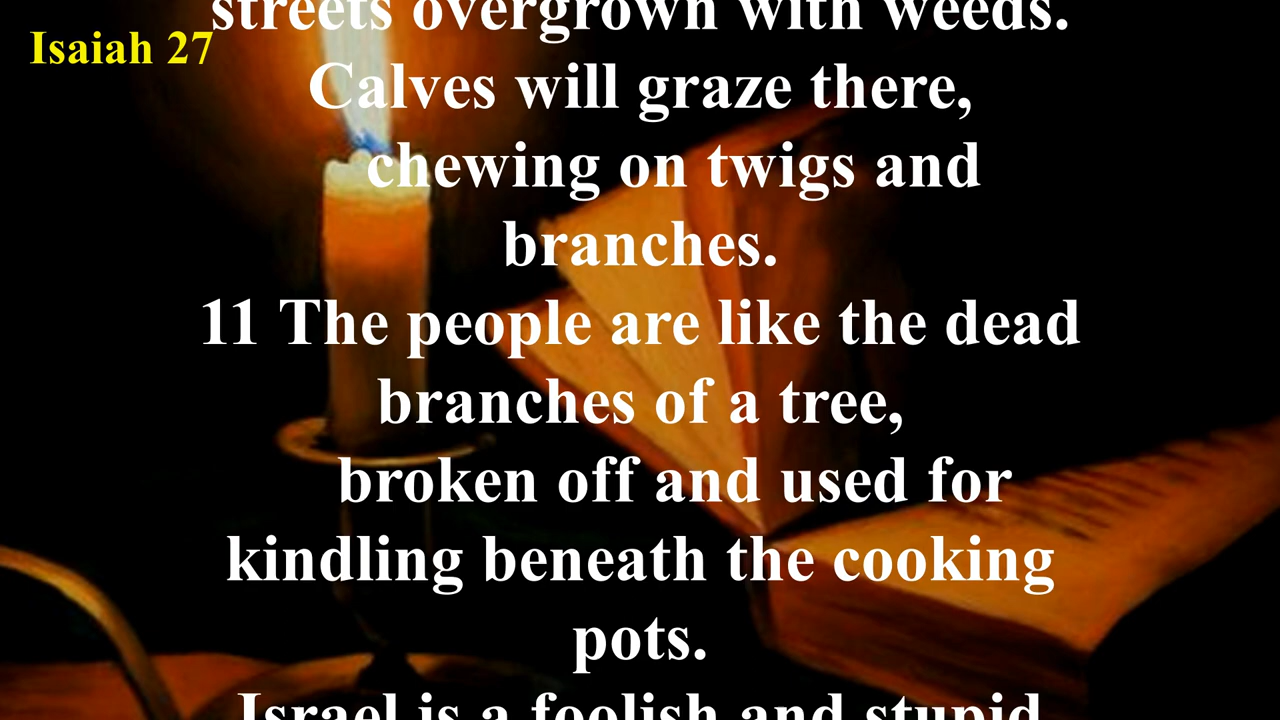 streets overgrown with weeds.
Isaiah 27
Calves will graze there,
chewing on twigs and
branches.
11 The people are like the dead
branches of a tree,
broken off and used for
kindling beneath the cooking
pots.
Israel is a foolish and stupid